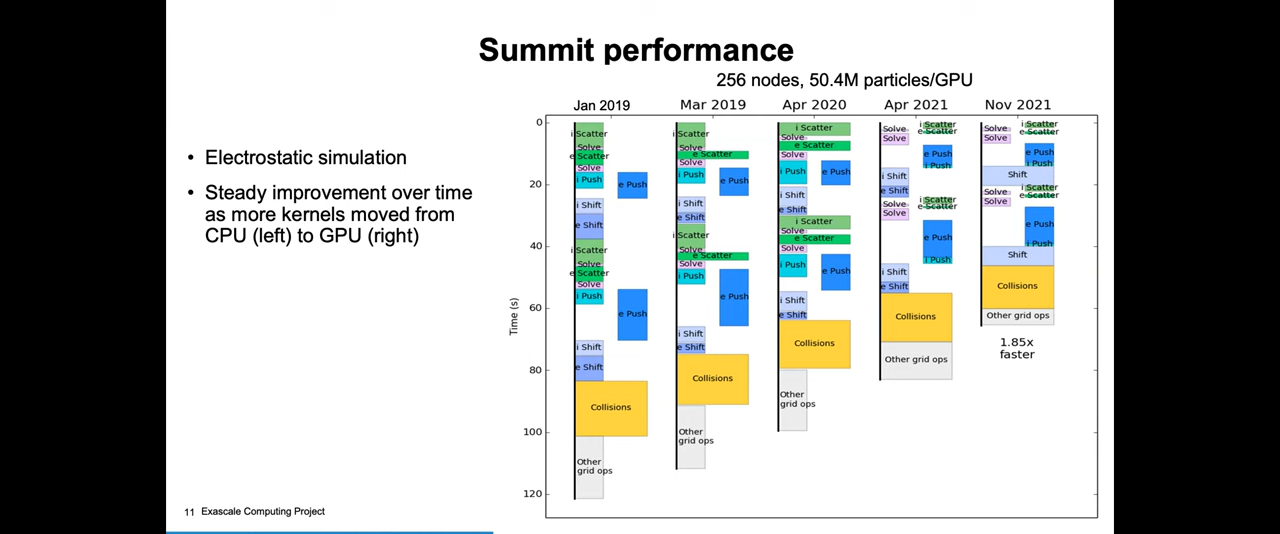 Summit performance
256 nodes, 50.4M particles/GPU
• Electrostatic simulation
• Steady improvement over time
as more kernels moved from
CPU (left) to GPU (right)
Jan 2019
Mar 2019
Apr 2020
Apr 2021
Nov 2021
Time (s)
0
20
40
60
80
100
120
i Scatter
Solve
e Scatter
Solve
i Push
e Push
i Shift
e Shift
i Scatter
Solve
e Scatter
Solve
i Push
e Push
i Shift
e Shift
Collisions
Other
grid ops
i Scatter
Solve
e Scatter
Solve
i Push
e Push
i Shift
e Shift
i Scatter
Solve
e Scatter
Solve
i Push
e Push
i Shift
e Shift
Collisions
Other
grid ops
i Scatter
Solve
e Scatter
Solve
i Push
e Push
i Shift
e Shift
i Scatter
Solve
e Scatter
Solve
i Push
e Push
i Shift
e Shift
Collisions
Other
grid ops
i Scatter
Solve
e Scatter
Solve
e Push
i Push
i Shift
e Shift
i Scatter
Solve
e Scatter
Solve
e Push
i Push
i Shift
e Shift
Collisions
Other grid ops
i Scatter
Solve
e Scatter
Solve
e Push
i Push
Shift
i Scatter
Solve
e Scatter
Solve
e Push
i Push
Shift
Collisions
Other grid ops
1.85x
faster
11 Exascale Computing Project